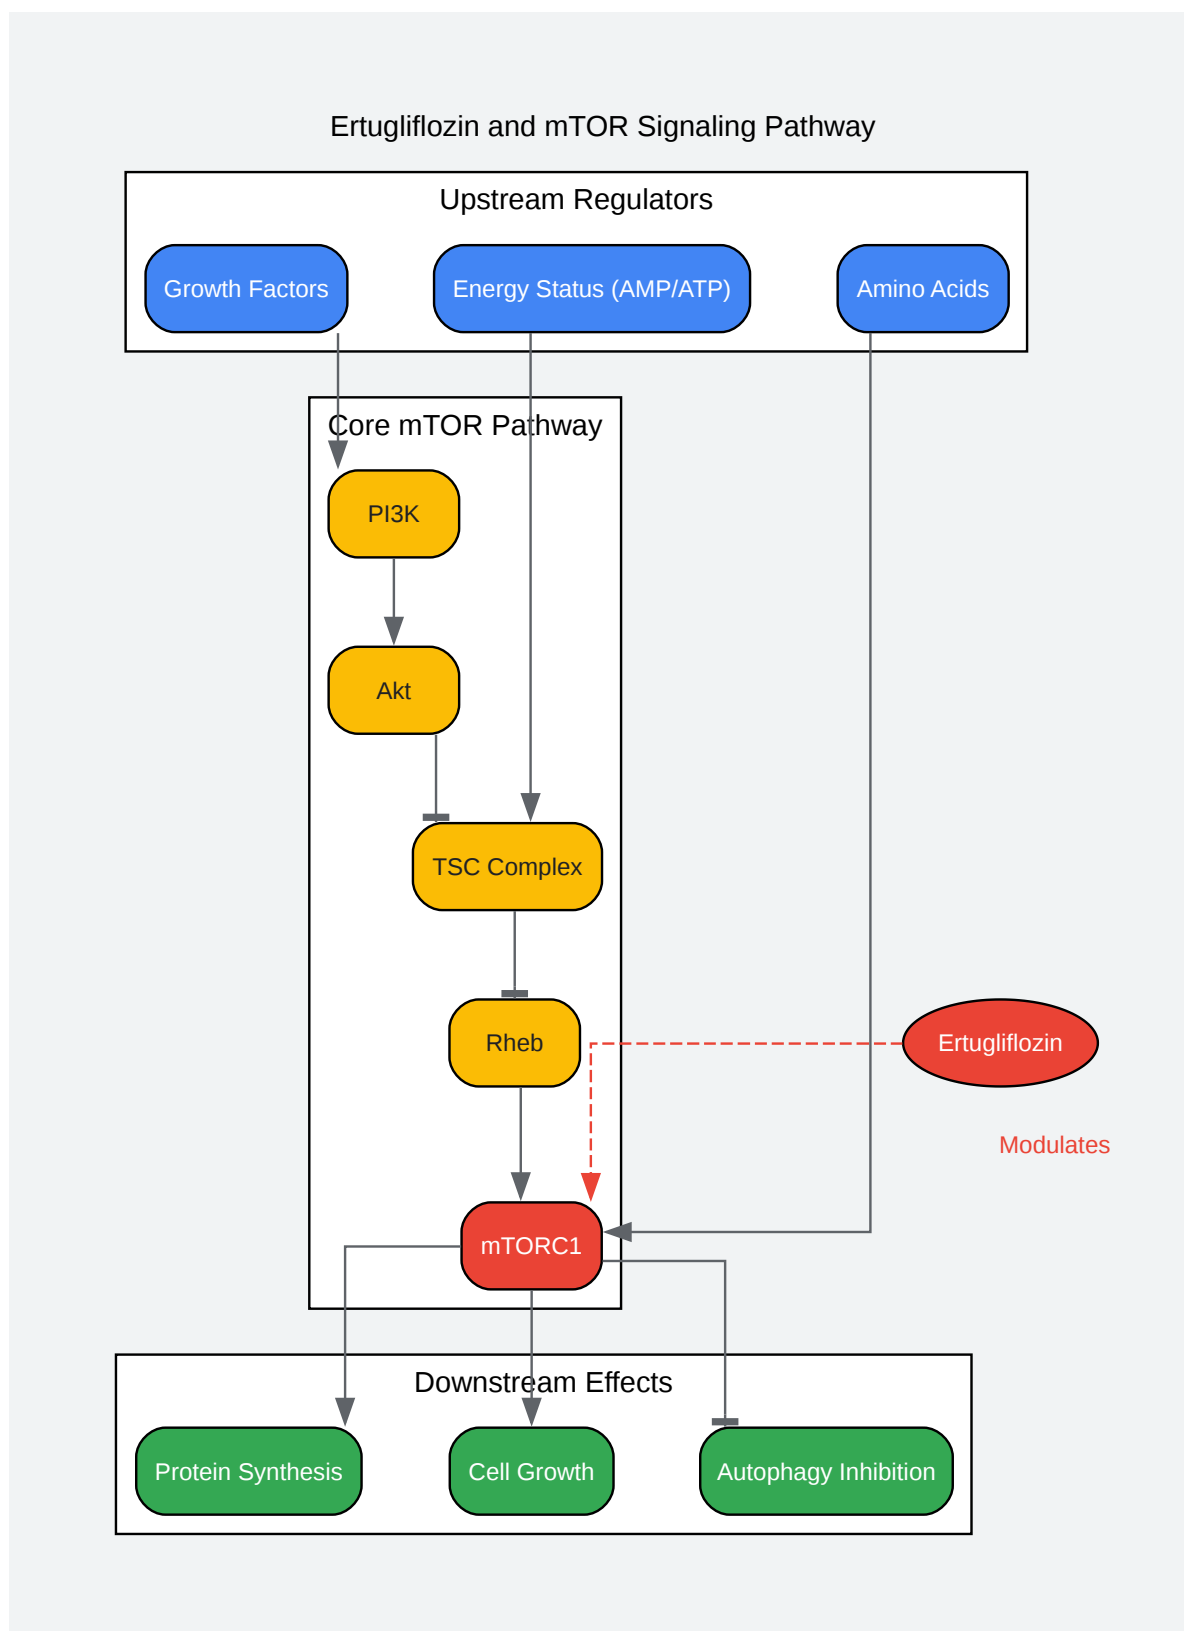 Ertugliflozin and mTOR Signaling Pathway
Upstream Regulators
Growth Factors
Energy Status (AMP/ATP)
Amino Acids
Core mTOR Pathway
PI3K
Akt
TSC Complex
Rheb
Ertugliflozin
Modulates
mTORC1
Downstream Effects
Protein Synthesis
Cell Growth
Autophagy Inhibition